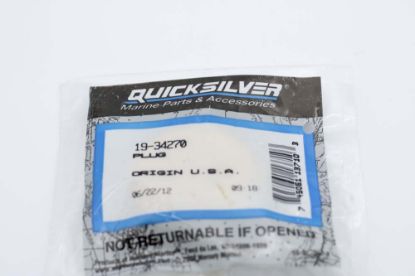 QUICKSILVER
Marine Parts & Accessories
19-34270
PLUG
ORIGIN U.S.A.
06/22/12 09:18
NOT RETURNABLE IF OPENED